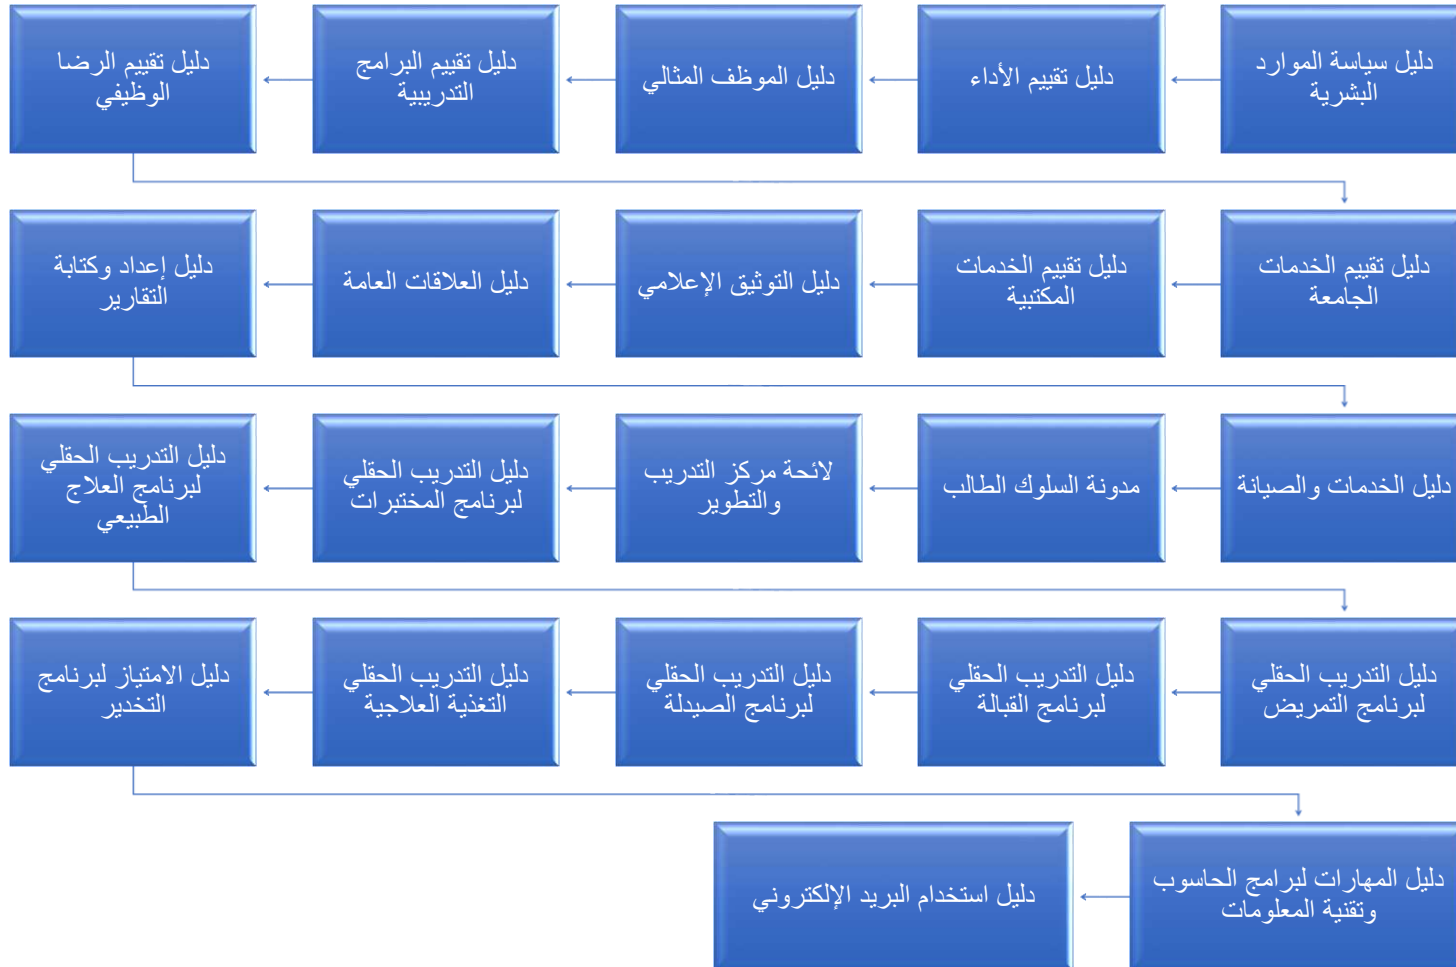 دليل سياسة الموارد
البشرية
دليل تقييم الأداء
دليل الموظف المثالي
دليل تقييم البرامج
التدريبية
دليل تقييم الرضا
الوظيفي
دليل تقييم الخدمات
الجامعة
دليل تقييم الخدمات
المكتبية
دليل التوثيق الإعلامي
دليل العلاقات العامة
دليل إعداد وكتابة
التقارير
دليل الخدمات والصيانة
مدونة السلوك الطالب
لائحة مركز التدريب
والتطوير
دليل التدريب الحقلي
لبرنامج المختبرات
دليل التدريب الحقلي
لبرنامج العلاج
الطبيعي
دليل التدريب الحقلي
لبرنامج التمريض
دليل التدريب الحقلي
لبرنامج القبالة
دليل التدريب الحقلي
لبرنامج الصيدلة
دليل التدريب الحقلي
التغذية العلاجية
دليل الامتياز لبرنامج
التخدير
دليل المهارات لبرامج الحاسوب
وتقنية المعلومات
دليل استخدام البريد الإلكتروني